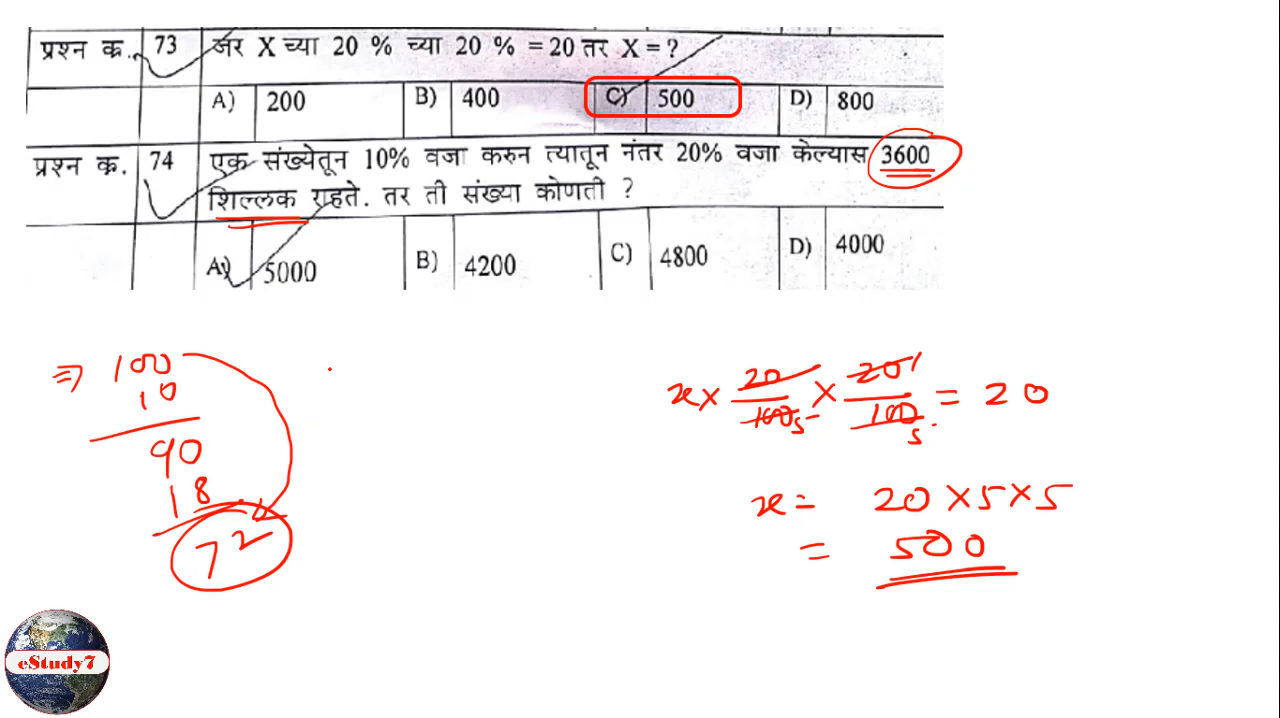 प्रश्न क्र. 73 जर X च्या 20 % च्या 20 % = 20 तर X = ?
A) 200 B) 400 C) 500 D) 800
प्रश्न क्र. 74 एक संख्येतून 10% वजा करुन त्यातून नंतर 20% वजा केल्यास 3600
शिल्लक राहते. तर ती संख्या कोणती ?
A) 5000 B) 4200 C) 4800 D) 4000
⇒ 100
10
90
18
72
x × 20/100 5 × 20 1/100 5 = 20
x = 20 × 5 × 5
= 500
eStudy7